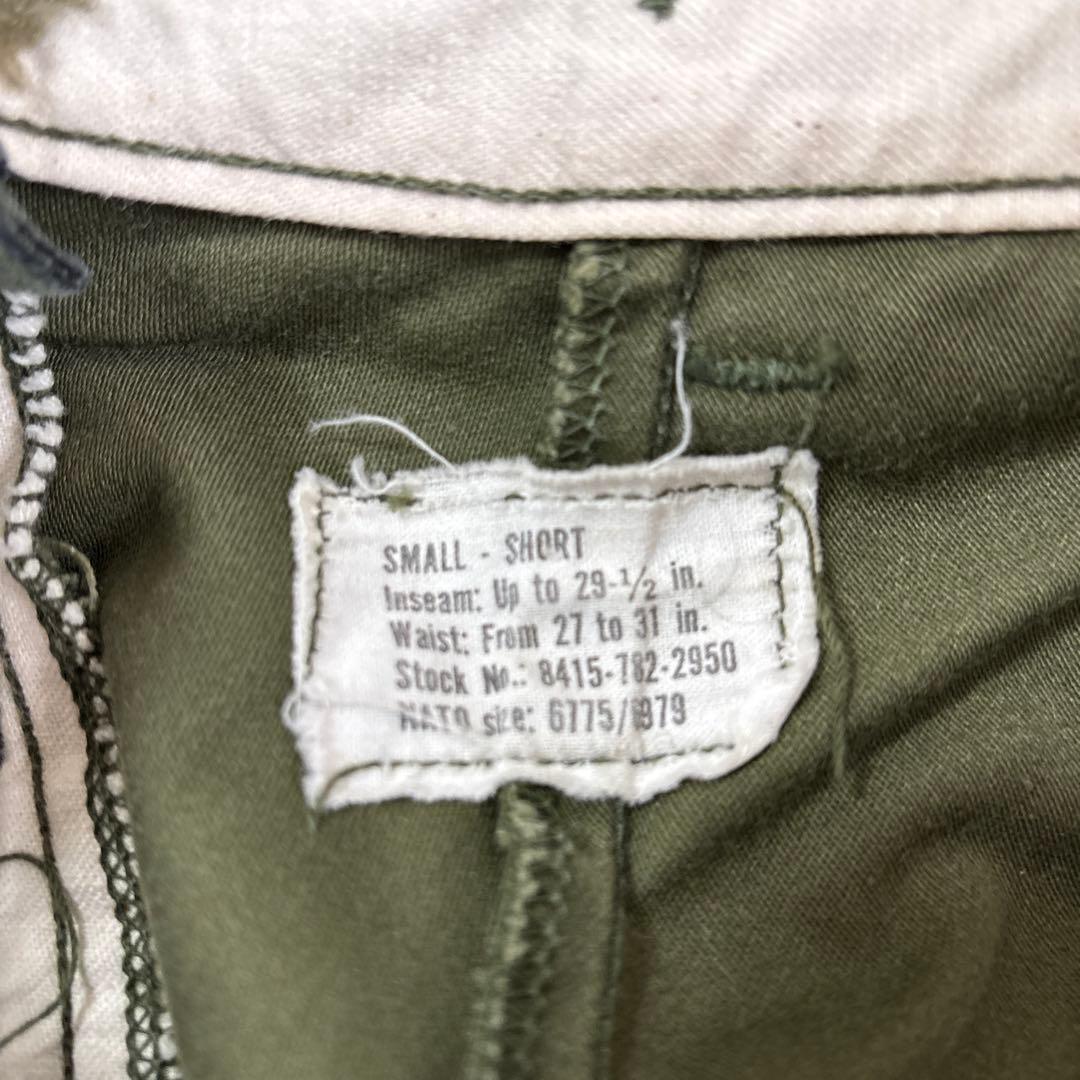 SMALL - SHORT
Inseam: Up to 29-1/2 in.
Waist: From 27 to 31 in.
Stock No.: 8415-782-2950
NATO size: 6775/6979